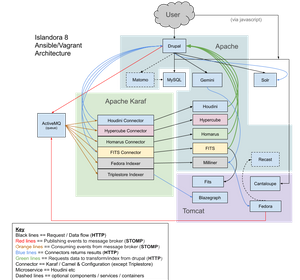 User
Islandora 8
Ansible/Vagrant
Architecture
(via javascript)
Drupal
Apache
Matomo
MySQL
Gemini
Solr
Apache Karaf
ActiveMQ
(queue)
Houdini Connector
Hypercube Connector
Homarus Connector
FITS Connector
Fedora Indexer
Triplestore Indexer
Houdini
Hypercube
Homarus
FITS
Milliner
Recast
Fits
Cantaloupe
Blazegraph
Fedora
Tomcat
Key
Black lines == Request / Data flow (HTTP)
Red lines == Publishing events to message broker (STOMP)
Orange lines == Consuming events from message broker (STOMP)
Blue lines == Connectors returns results (HTTP)
Green lines == Requests data to transform/index from drupal (HTTP)
Connector == Karaf / Camel & Configuration (except Triplestore)
Microservice == Houdini etc
Dashed lines == optional components / services / containers